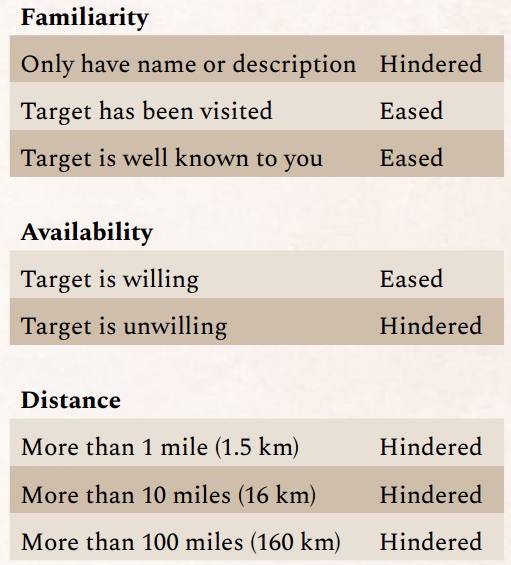 Familiarity
Only have name or description Hindered
Target has been visited Eased
Target is well known to you Eased
Availability
Target is willing Eased
Target is unwilling Hindered
Distance
More than 1 mile (1.5 km) Hindered
More than 10 miles (16 km) Hindered
More than 100 miles (160 km) Hindered